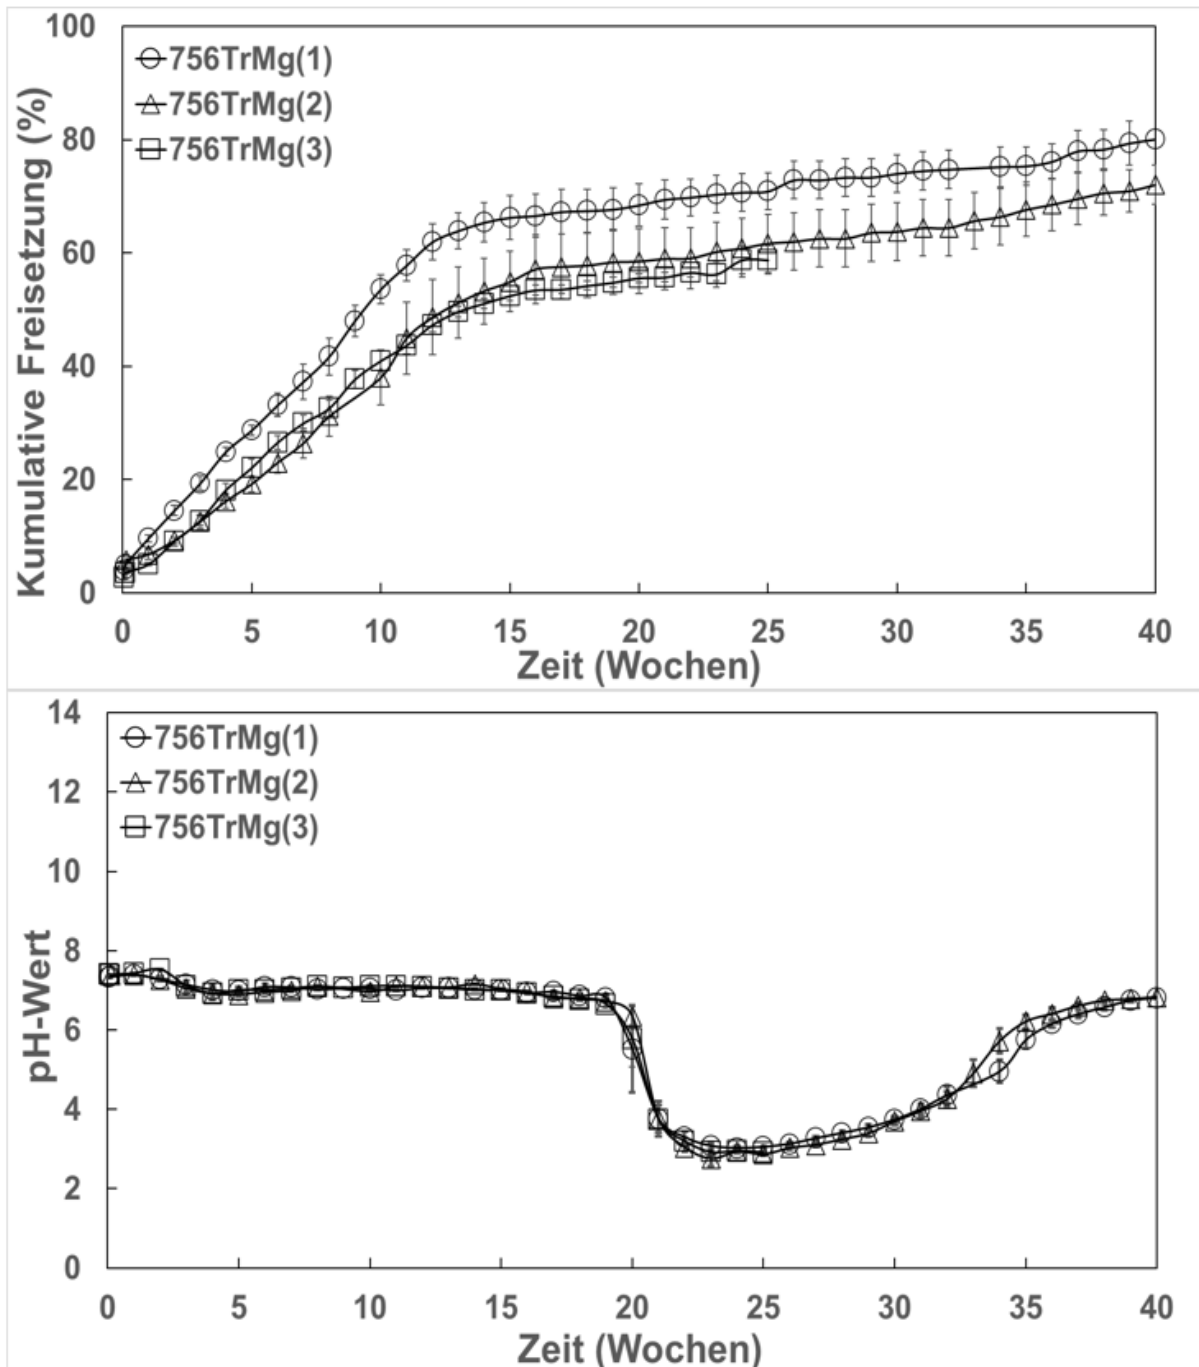 100
80
60
40
20
0
Kumulative Freisetzung (%)
756TrMg(1)
756TrMg(2)
756TrMg(3)
0 5 10 15 20 25 30 35 40
Zeit (Wochen)
14
12
10
8
6
4
2
0
pH-Wert
756TrMg(1)
756TrMg(2)
756TrMg(3)
0 5 10 15 20 25 30 35 40
Zeit (Wochen)